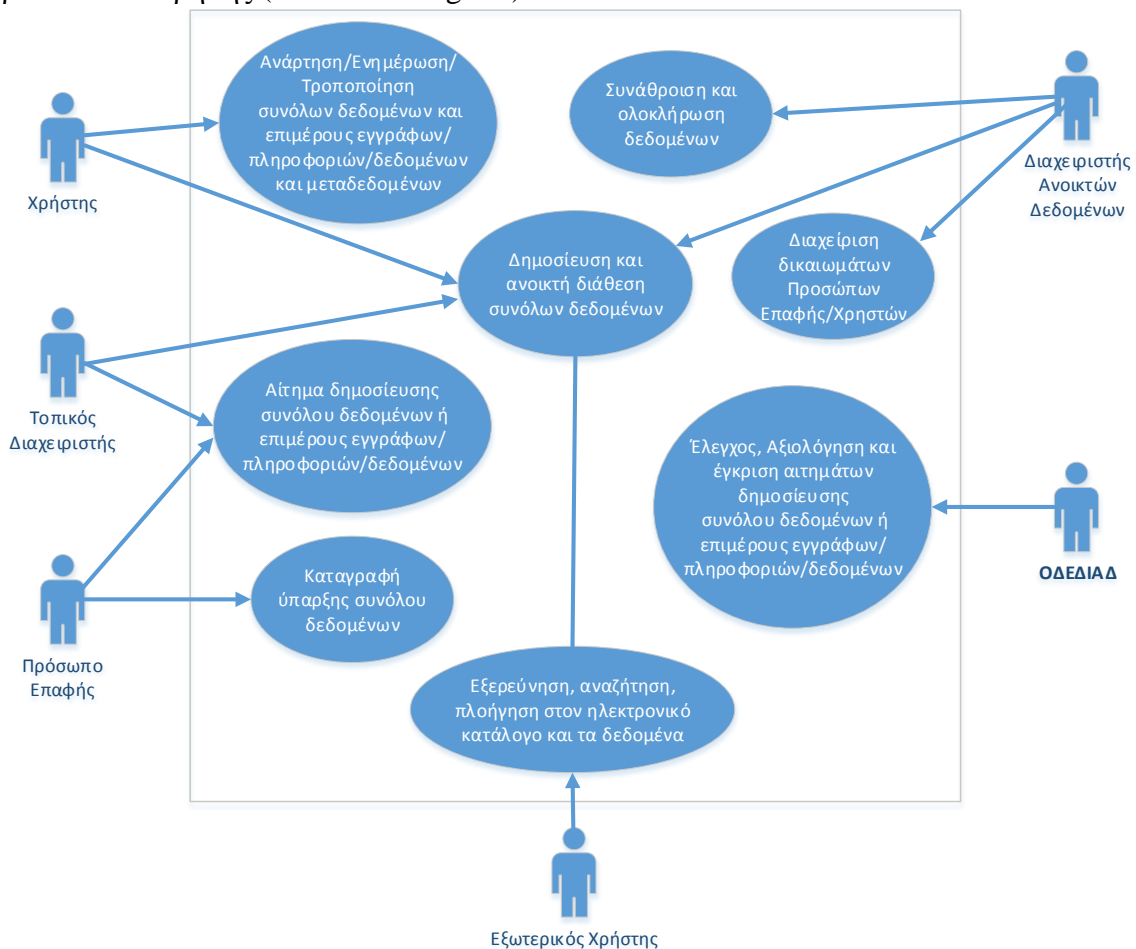 Ανάρτηση/Ενημέρωση/
Τροποποίηση
συνόλων δεδομένων και
επιμέρους εγγράφων/
πληροφοριών/δεδομένων
και μεταδεδομένων
Συνάθροιση και
ολοκλήρωση
δεδομένων
Χρήστης
Διαχειριστής
Ανοικτών
Δεδομένων
Δημοσίευση και
ανοικτή διάθεση
συνόλων δεδομένων
Διαχείριση
δικαιωμάτων
Προσώπων
Επαφής/Χρηστών
Τοπικός
Διαχειριστής
Αίτημα δημοσίευσης
συνόλου δεδομένων ή
επιμέρους εγγράφων/
πληροφοριών/δεδομένων
Έλεγχος, Αξιολόγηση και
έγκριση αιτημάτων
δημοσίευσης
συνόλου δεδομένων ή
επιμέρους εγγράφων/
πληροφοριών/δεδομένων
ΟΔΕΔΙΑΔ
Καταγραφή
ύπαρξης συνόλου
δεδομένων
Πρόσωπο
Επαφής
Εξερεύνηση, αναζήτηση,
πλοήγηση στον ηλεκτρονικό
κατάλογο και τα δεδομένα
Εξωτερικός Χρήστης